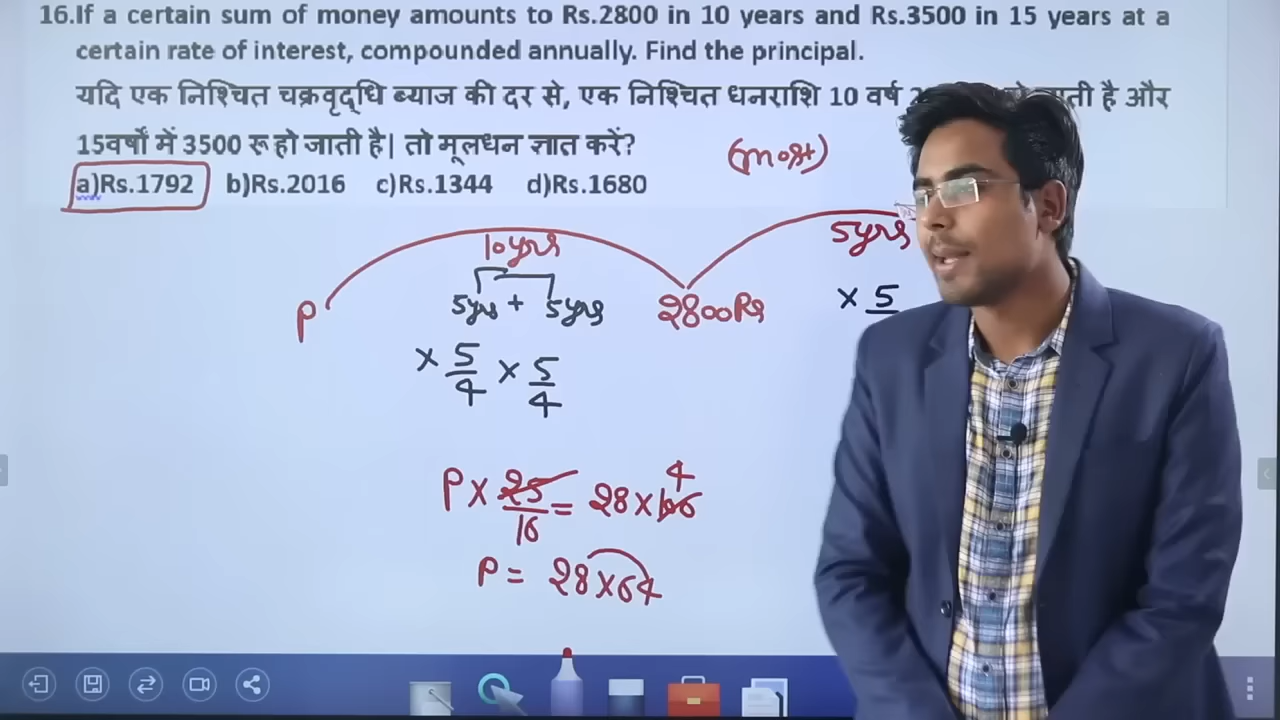 16.If a certain sum of money amounts to Rs.2800 in 10 years and Rs.3500 in 15 years at a
certain rate of interest, compounded annually. Find the principal.
यदि एक निश्चित चक्रवृद्धि ब्याज की दर से, एक निश्चित धनराशि 10 वर्ष जाती है और
15वर्षों में 3500 रू हो जाती है| तो मूलधन ज्ञात करें?
(most)
a)Rs.1792 b)Rs.2016 c)Rs.1344 d)Rs.1680
10yrs 5yrs
P 5yrs + 5yrs 2800Rs × 5
× 5/4 × 5/4
P × 25/16 = 28 × 100 4
P = 28×64